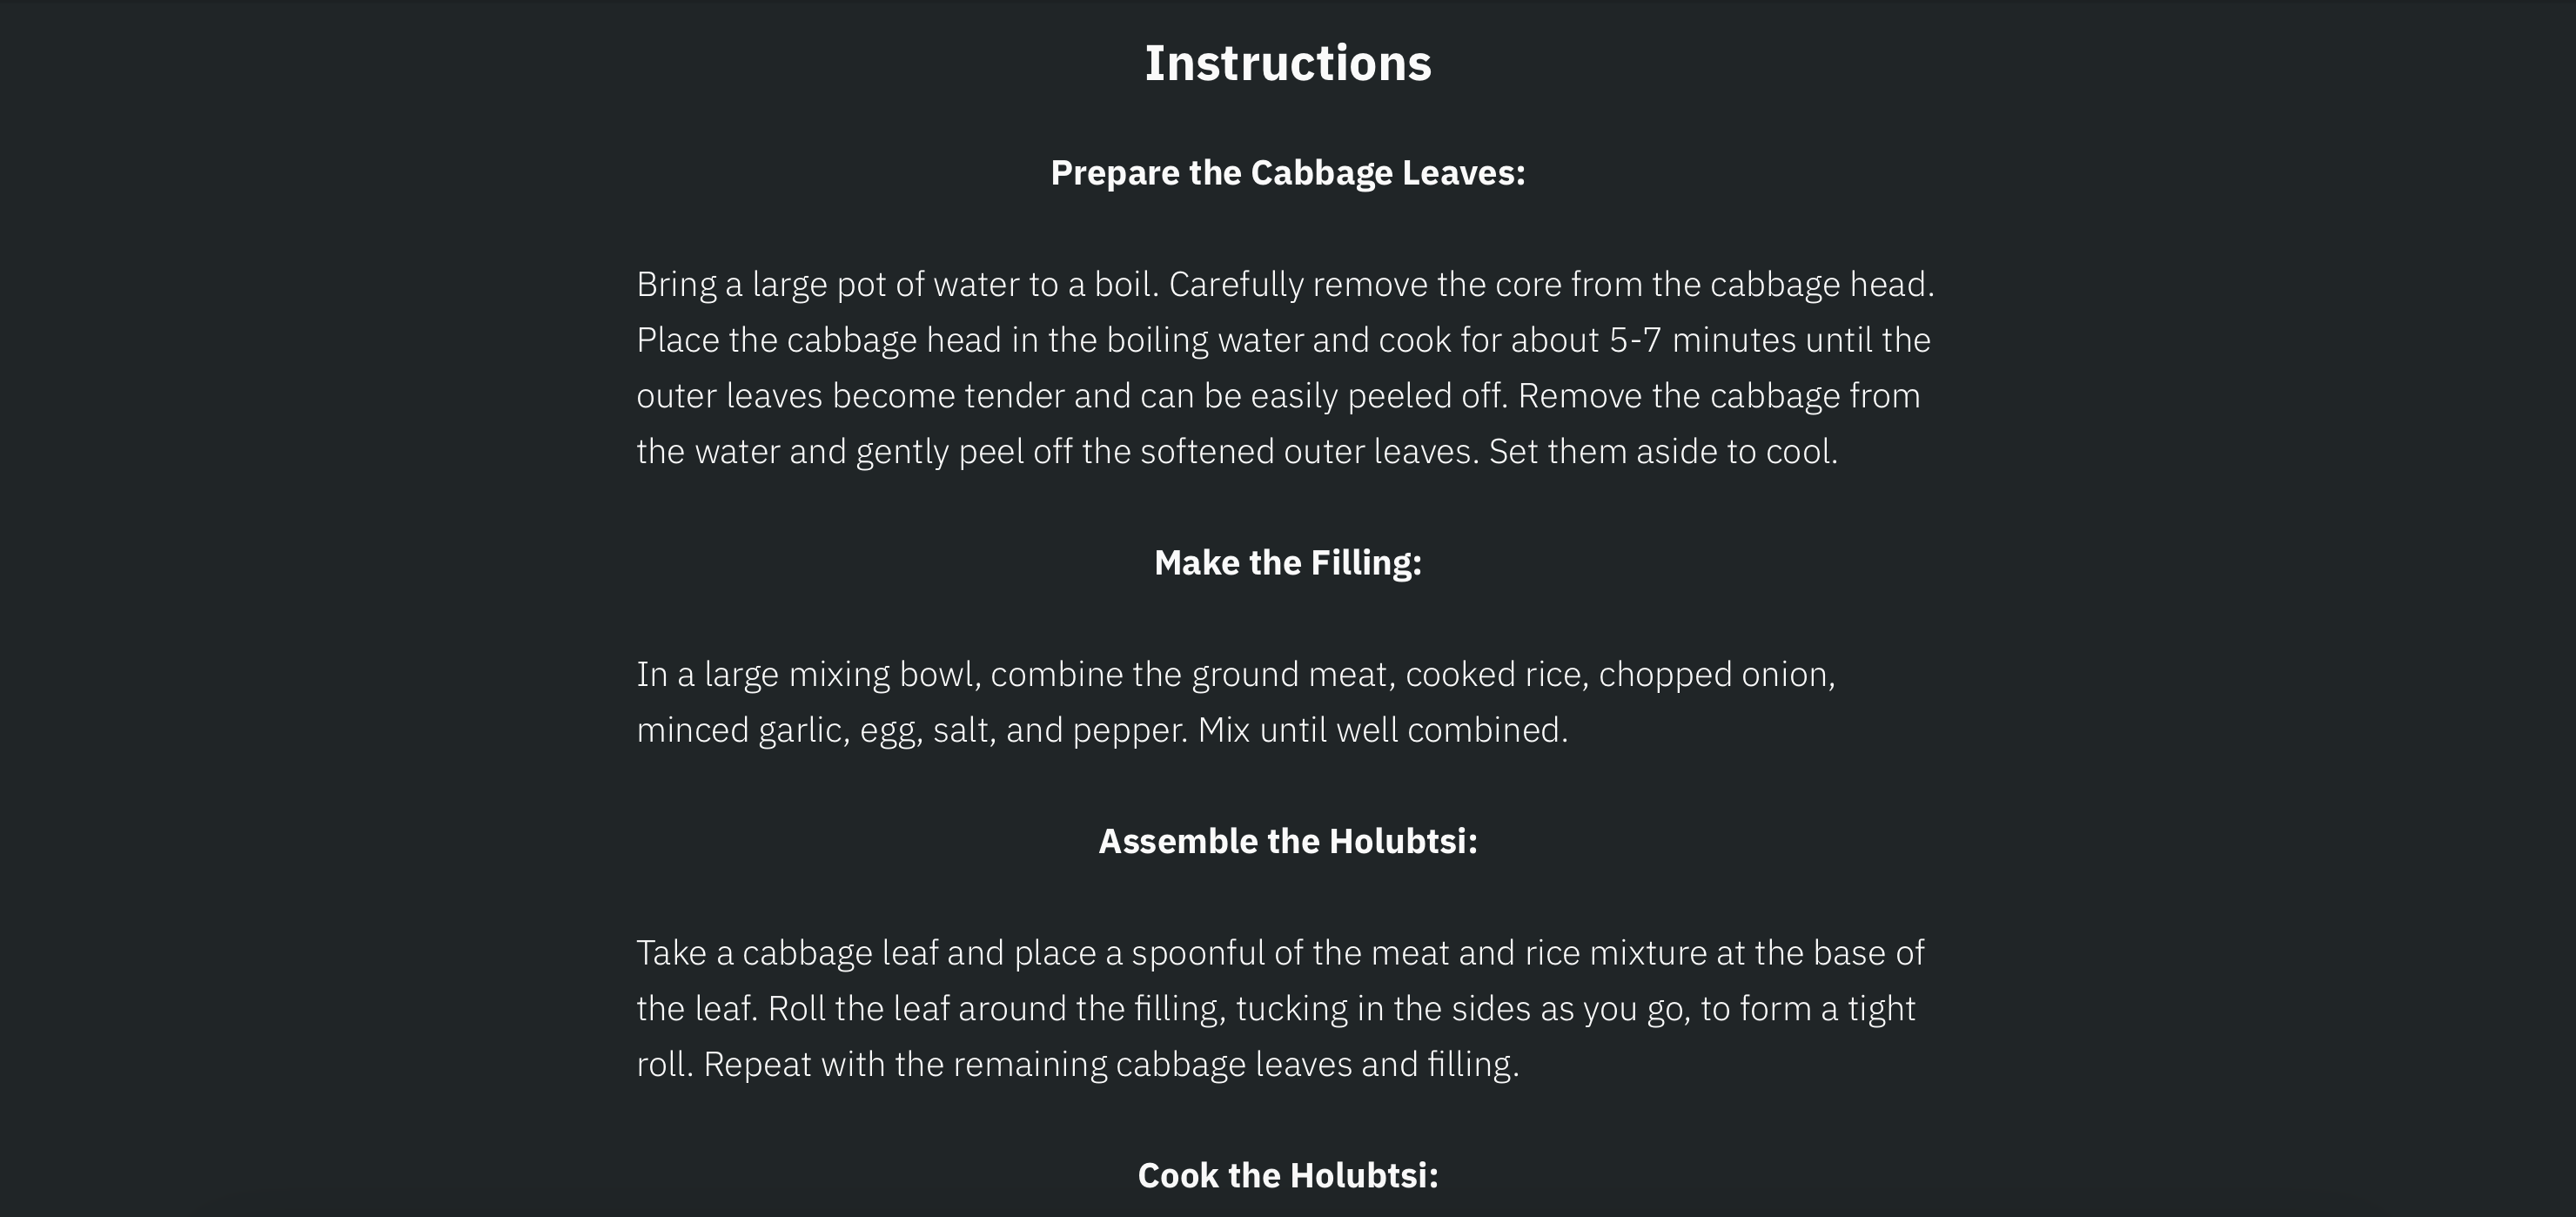 Instructions
Prepare the Cabbage Leaves:
Bring a large pot of water to a boil. Carefully remove the core from the cabbage head.
Place the cabbage head in the boiling water and cook for about 5-7 minutes until the
outer leaves become tender and can be easily peeled off. Remove the cabbage from
the water and gently peel off the softened outer leaves. Set them aside to cool.
Make the Filling:
In a large mixing bowl, combine the ground meat, cooked rice, chopped onion,
minced garlic, egg, salt, and pepper. Mix until well combined.
Assemble the Holubtsi:
Take a cabbage leaf and place a spoonful of the meat and rice mixture at the base of
the leaf. Roll the leaf around the filling, tucking in the sides as you go, to form a tight
roll. Repeat with the remaining cabbage leaves and filling.
Cook the Holubtsi: